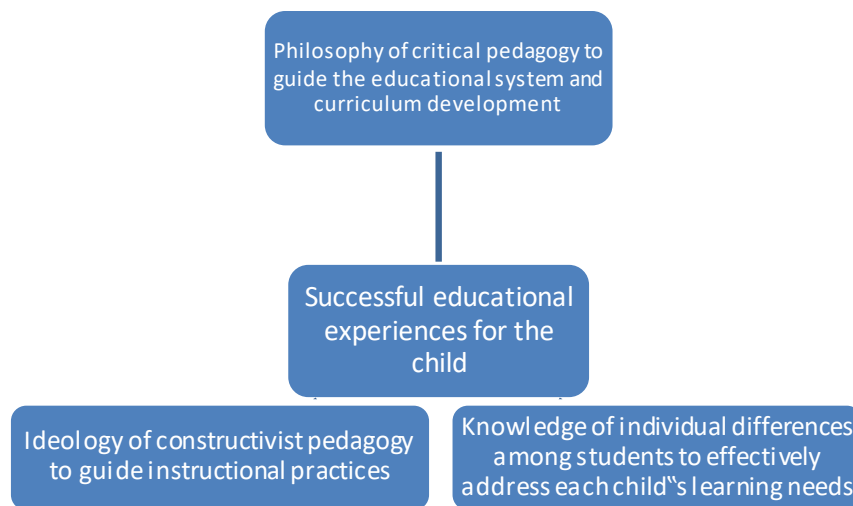 Philosophy of critical pedagogy to
guide the educational system and
curriculum development
Successful educational
experiences for the
child
Ideology of constructivist pedagogy
to guide instructional practices
Knowledge of individual differences
among students to effectively
address each child‟s learning needs